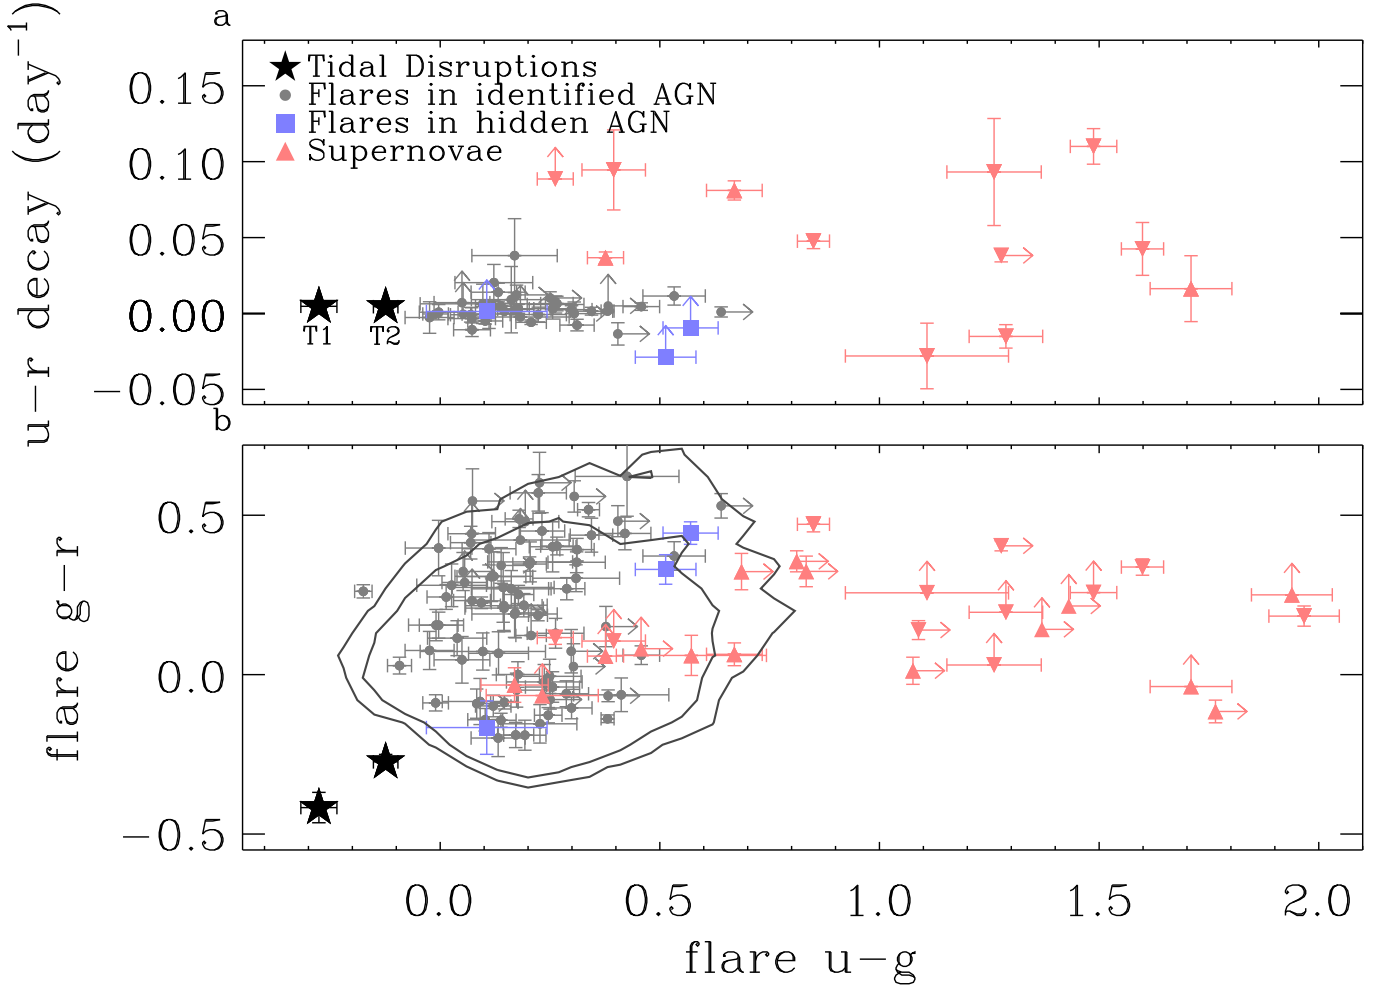 a
u−r decay (day−1)
0.15
0.10
0.05
0.00
−0.05
Tidal Disruptions
Flares in identified AGN
Flares in hidden AGN
Supernovae
T1
T2
b
flare g−r
0.5
0.0
−0.5
0.0
0.5
1.0
1.5
2.0
flare u−g